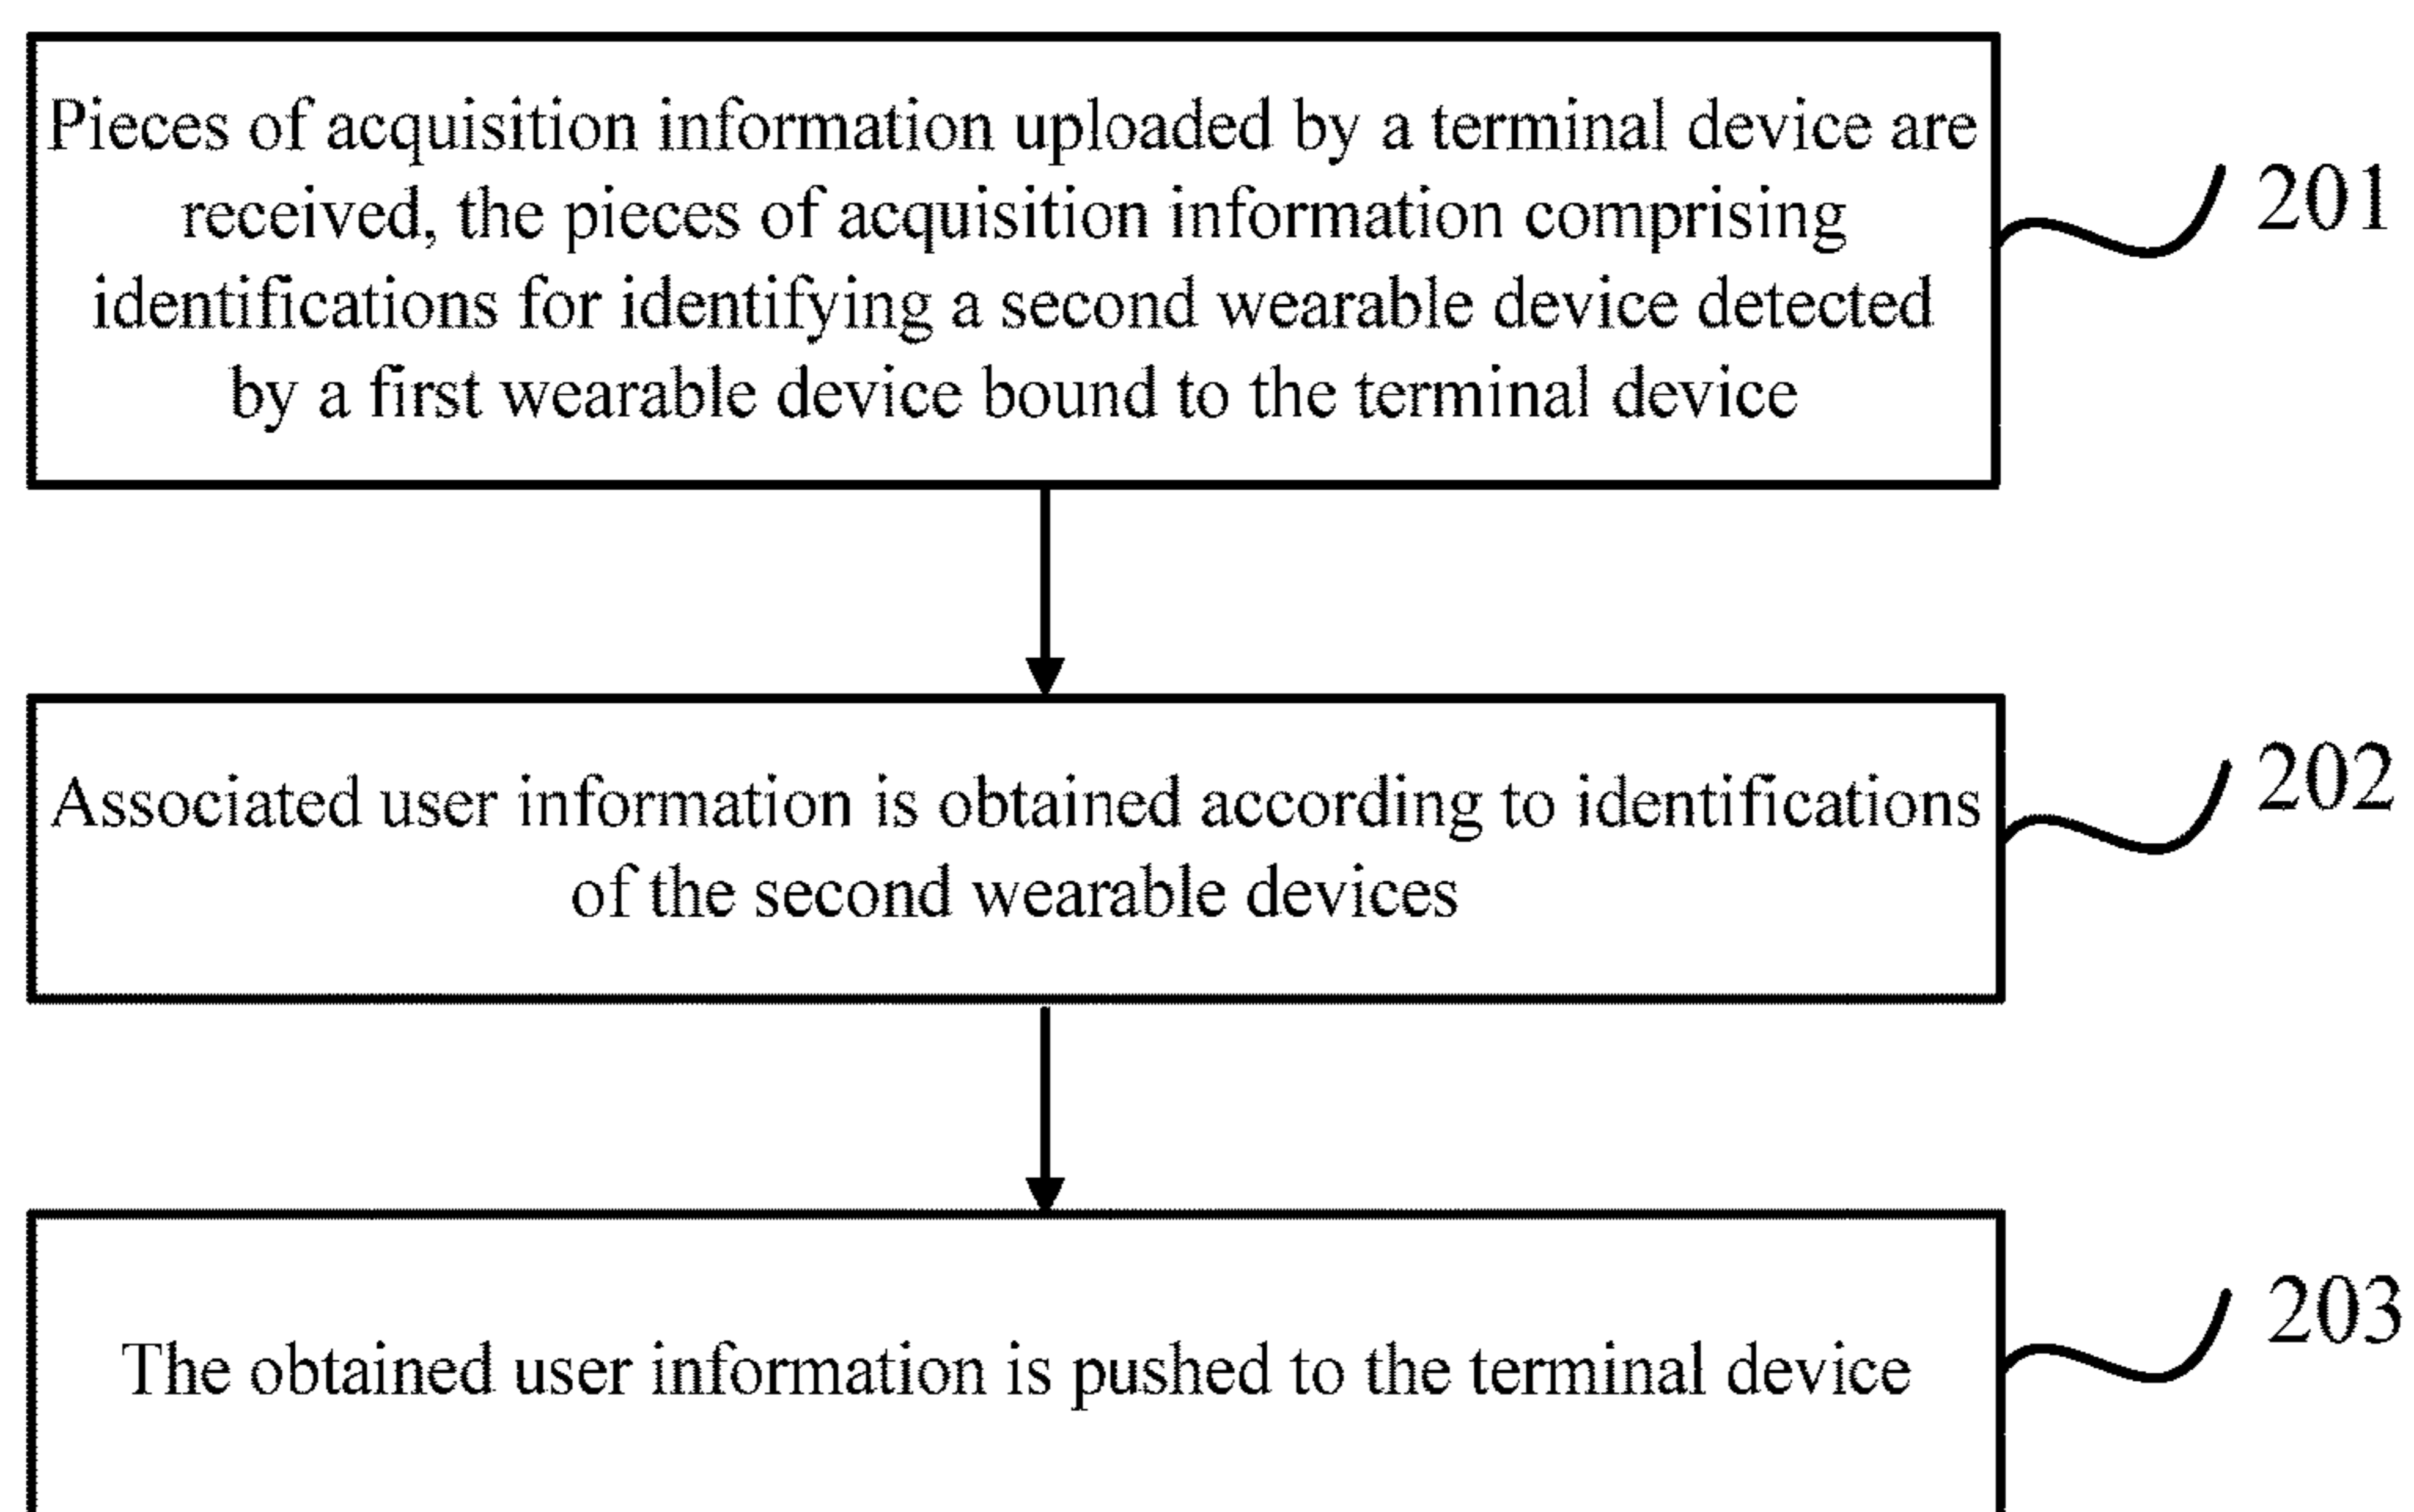 Pieces of acquisition information uploaded by a terminal device are
received, the pieces of acquisition information comprising
identifications for identifying a second wearable device detected
by a first wearable device bound to the terminal device
201
Associated user information is obtained according to identifications
of the second wearable devices
202
The obtained user information is pushed to the terminal device
203